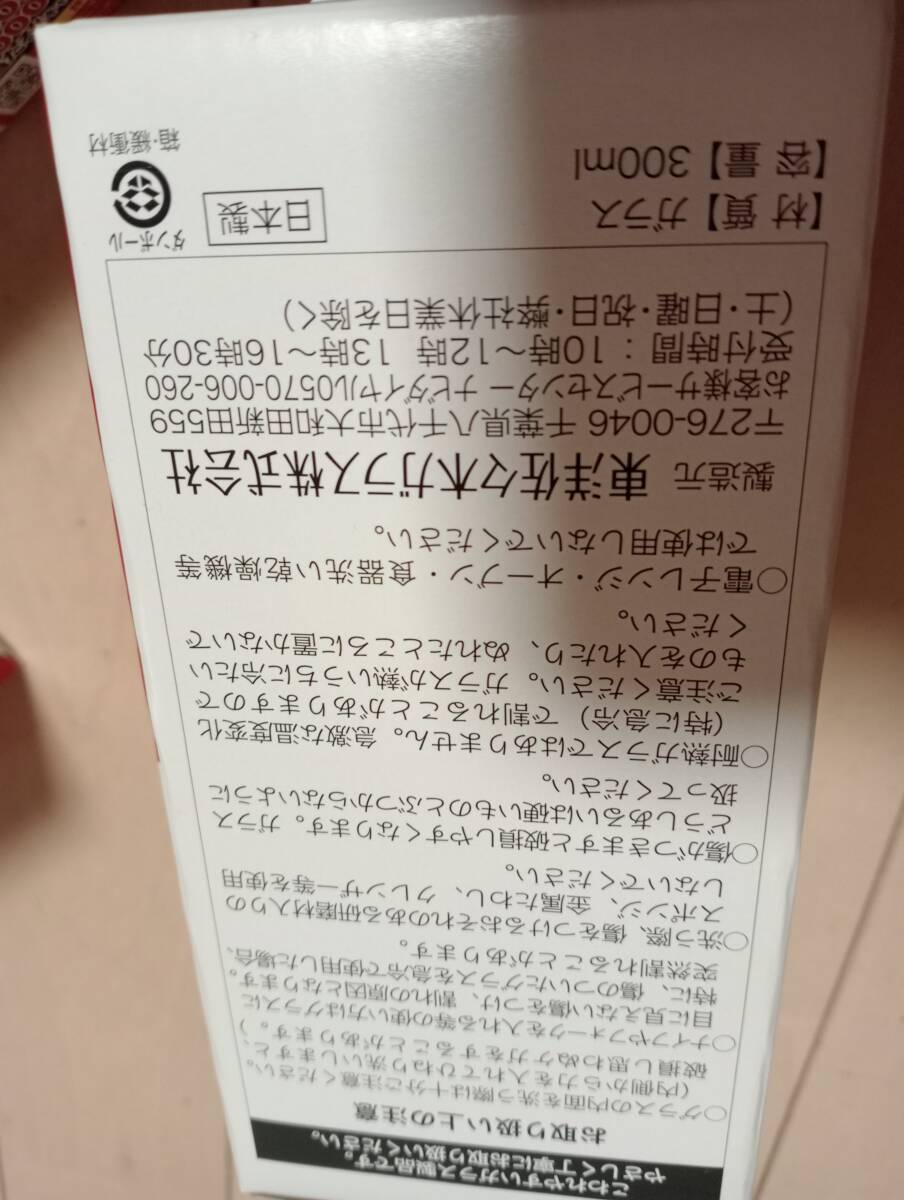 こわれやすいガラス製品です。
やさしく丁寧にお取り扱いください。
お取り扱い上の注意
○グラスの内面を洗う際は十分ご注意ください。
(内側から力を入れてひねり洗いしますと、
破損し思わぬケガをすることがあります。)
○ナイフやフォークを入れる等の使い方はグラスに
目に見えない傷をつけ、割れの原因となります。
特に、傷のついたグラスを急冷で使用した場合、
突然割れることがあります。
○洗う際、傷をつけるおそれのある研磨材入りの
スポンジ、金属たわし、クレンザー等を使用
しないでください。
○傷がつきますと破損しやすくなります。ガラス
どうしあるいは硬いものとぶつからないように
扱ってください。
○耐熱ガラスではありません。急激な温度変化
(特に急冷)で割れることがありますので
ご注意ください。ガラスが熱いうちに冷たい
ものを入れたり、ぬれたところに置かないで
ください。
○電子レンジ・オーブン・食器洗い乾燥機等
では使用しないでください。
製造元 東洋佐々木ガラス株式会社
〒276-0046 千葉県八千代市大和田新田559
お客様サービスセンター ナビダイヤル0570-006-260
受付時間：10時〜12時 13時〜16時30分
(土・日曜・祝日・弊社休業日を除く)
【材 質】ガラス
【容 量】300ml
日本製
ダンボール
箱・緩衝材